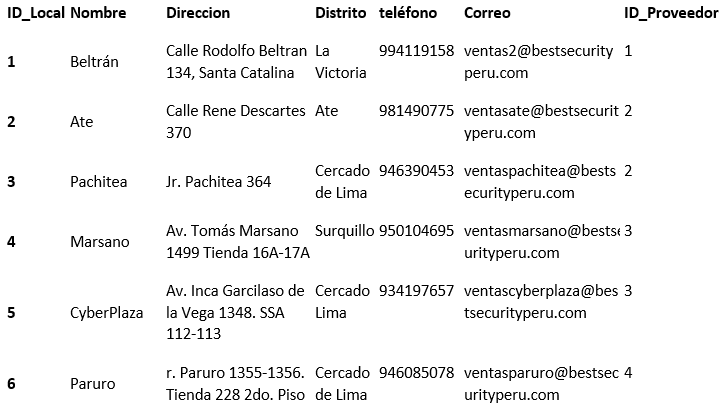 ID_Local Nombre Direccion Distrito teléfono Correo ID_Proveedor
1 Beltrán Calle Rodolfo Beltran 134, Santa Catalina La Victoria 994119158 ventas2@bestsecurityperu.com 1
2 Ate Calle Rene Descartes 370 Ate 981490775 ventasate@bestsecurityperu.com 2
3 Pachitea Jr. Pachitea 364 Cercado de Lima 946390453 ventaspachitea@bestsecurityperu.com 2
4 Marsano Av. Tomás Marsano 1499 Tienda 16A-17A Surquillo 950104695 ventasmarsano@bestsecurityperu.com 3
5 CyberPlaza Av. Inca Garcilaso de la Vega 1348. SSA 112-113 Cercado Lima 934197657 ventascyberplaza@bestsecurityperu.com 3
6 Paruro r. Paruro 1355-1356. Tienda 228 2do. Piso Cercado de Lima 946085078 ventasparuro@bestsecurityperu.com 4